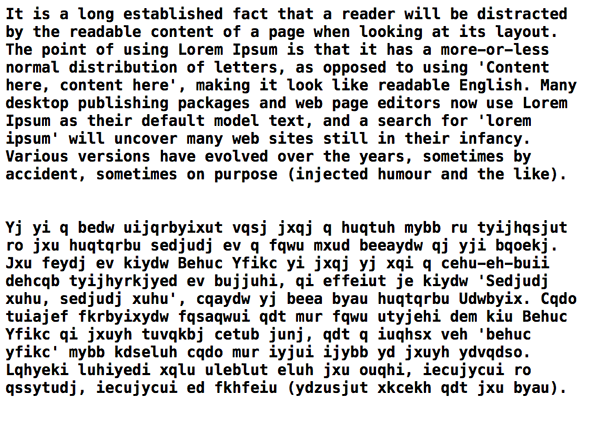 It is a long established fact that a reader will be distracted
by the readable content of a page when looking at its layout.
The point of using Lorem Ipsum is that it has a more-or-less
normal distribution of letters, as opposed to using 'Content
here, content here', making it look like readable English. Many
desktop publishing packages and web page editors now use Lorem
Ipsum as their default model text, and a search for 'lorem
ipsum' will uncover many web sites still in their infancy.
Various versions have evolved over the years, sometimes by
accident, sometimes on purpose (injected humour and the like).
Yj yi q bedw uijqrbyixut vqsj jxqj q huqtuh mybb ru tyijhqsjut
ro jxu huqtqrbu sedjudj ev q fqwu mxud beeaydw qj yji bqoekj.
Jxu feydj ev kiydw Behuc Yfikc yi jxqj yj xqi q cehu-eh-buii
dehcqb tyijhyrkjyed ev bujjuhi, qi effeiut je kiydw 'Sedjudj
xuhu, sedjudj xuhu', cqaydw yj beea byau huqtqrbu Udwbyix. Cqdo
tuiajef fkrbyixydw fqsaqwui qdt mur fqwu utyjehi dem kiu Behuc
Yfikc qi jxuyh tuvqkbj cetub junj, qdt q iuqhsx veh 'behuc
yfikc' mybb kdseluh cqdo mur iyjui ijybb yd jxuyh ydvqdso.
Lqhyeki luhiyedi xqlu uleblut eluh jxu ouqhi, iecujycui ro
qssytudj, iecujycui ed fkhfeiu (ydzusjut xkcekh qdt jxu byau).